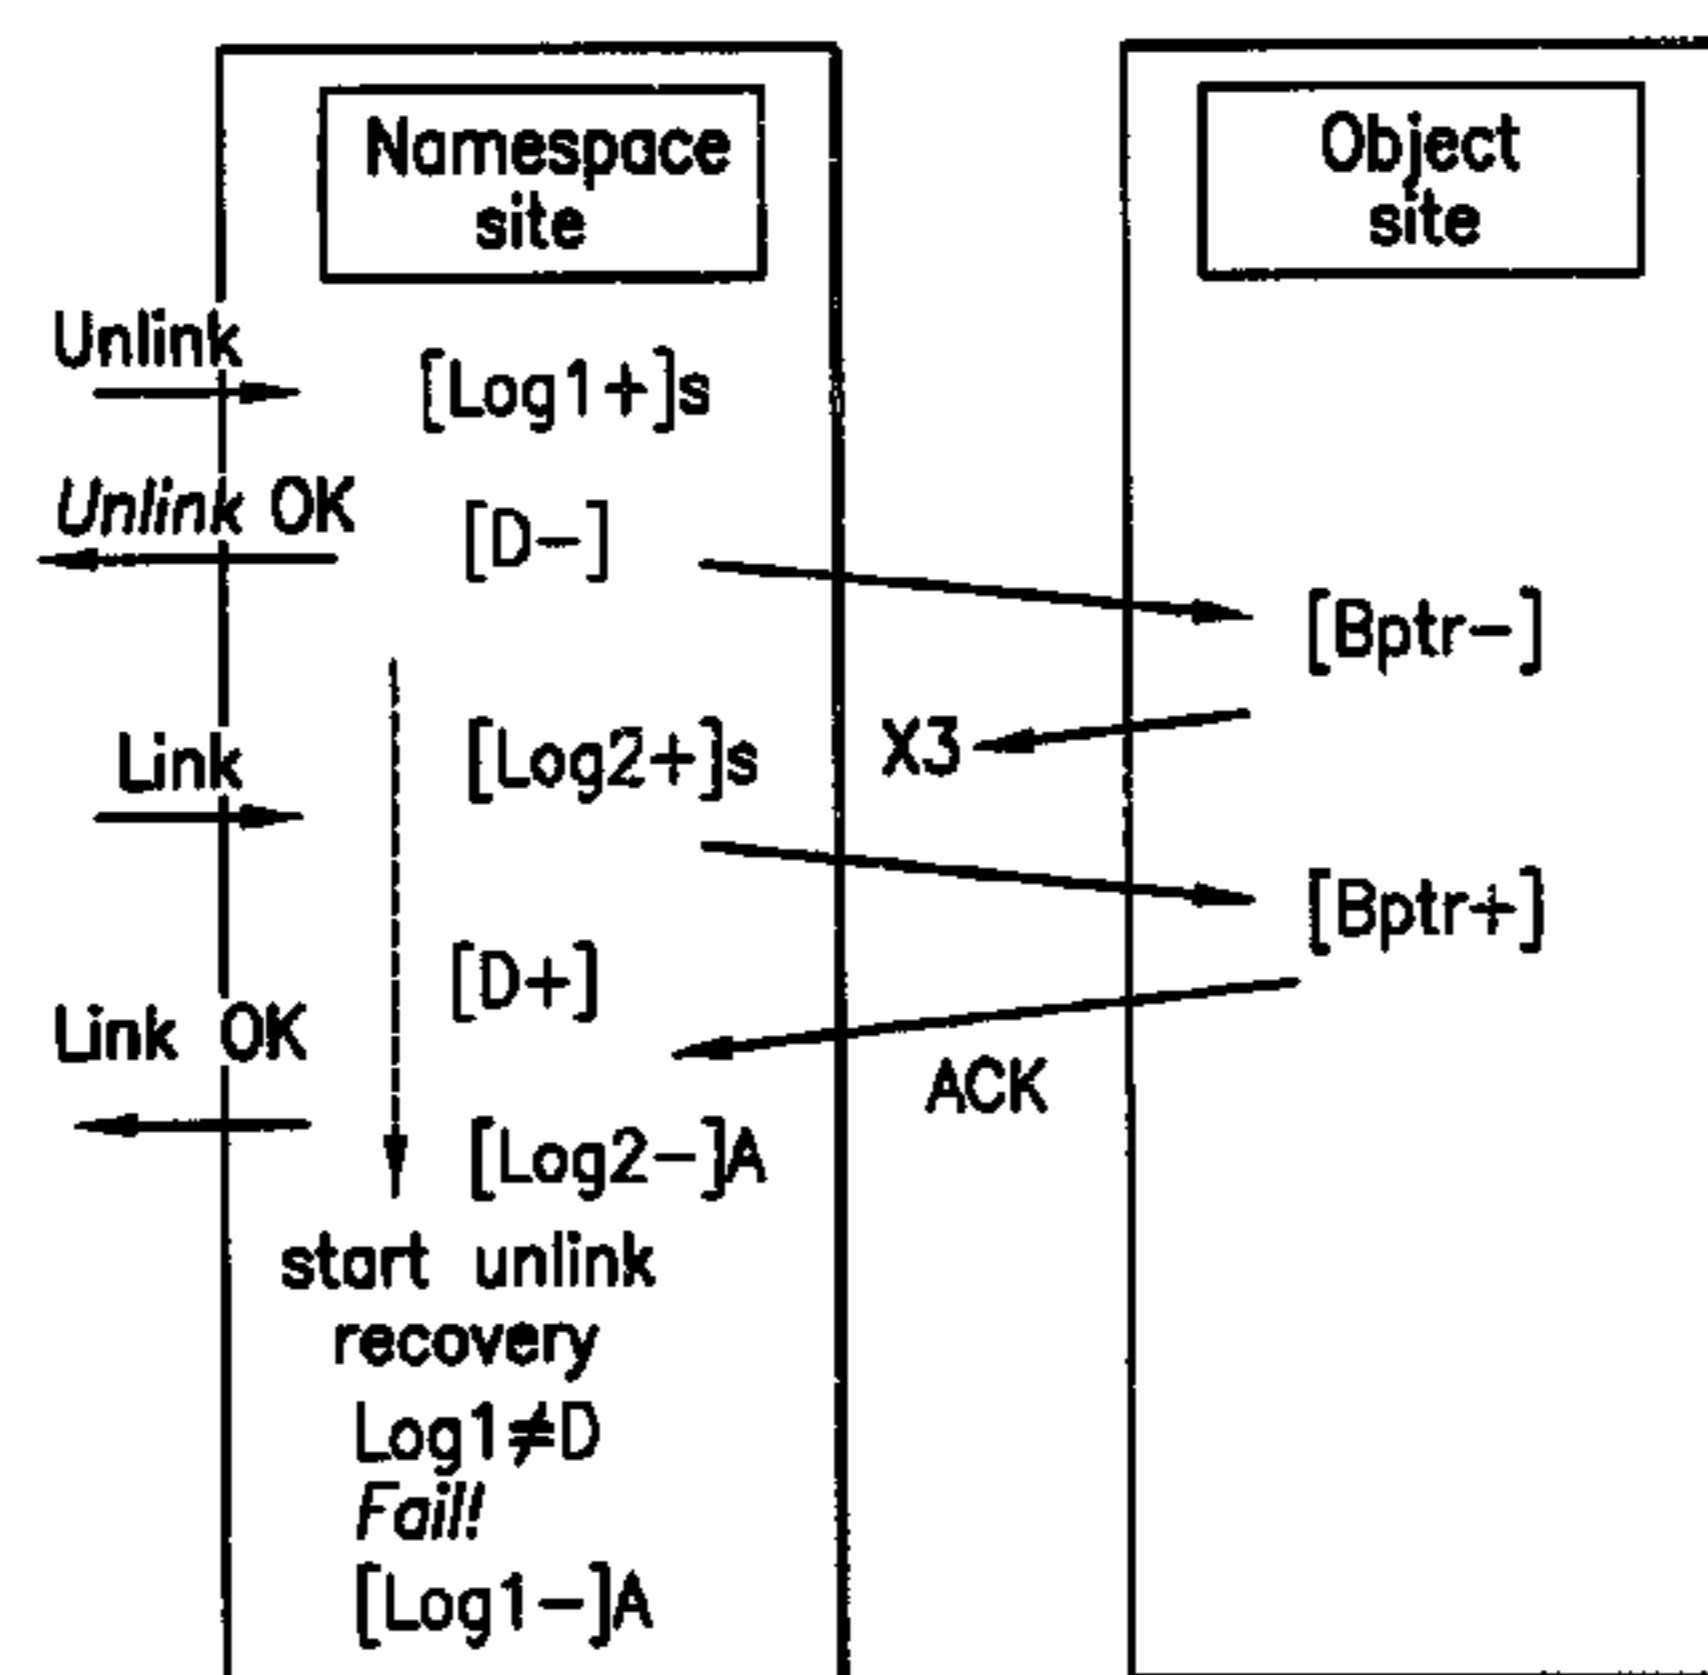 Namespace
site
Object
site
Unlink
[Log1+]s
Unlink OK
[D-]
[Bptr-]
Link
[Log2+]s
X3
[Bptr+]
[D+]
Link OK
ACK
[Log2-]A
start unlink
recovery
Log1≠D
Fail!
[Log1-]A